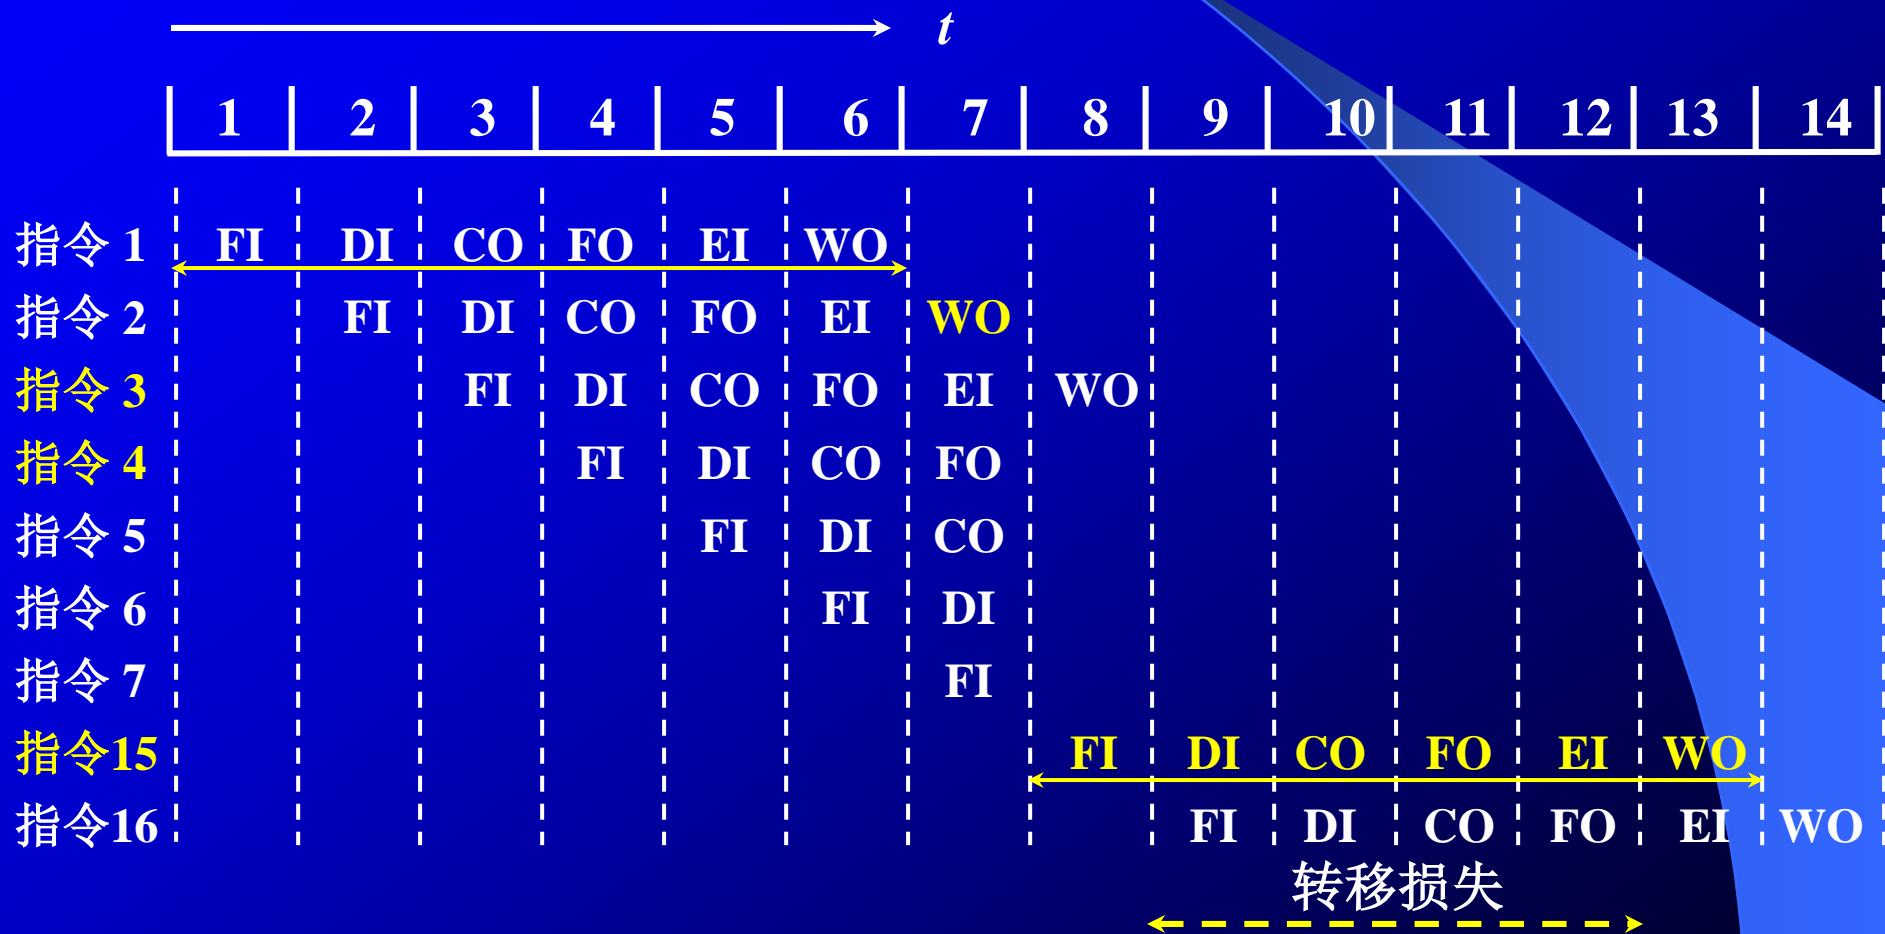 t
1 2 3 4 5 6 7 8 9 10 11 12 13 14
指令 1 FI DI CO FO EI WO
指令 2 FI DI CO FO EI WO
指令 3 FI DI CO FO EI WO
指令 4 FI DI CO FO
指令 5 FI DI CO
指令 6 FI DI
指令 7 FI
指令15 FI DI CO FO EI WO
指令16 FI DI CO FO EI WO
转移损失